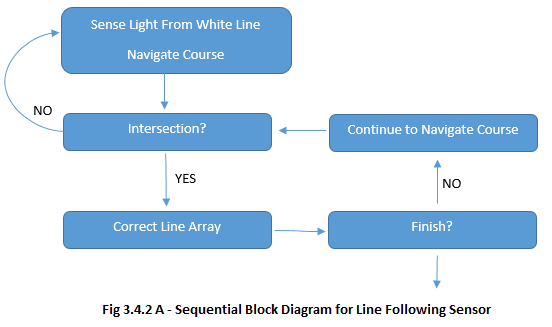 Sense Light From White Line
Navigate Course
NO
Intersection?
Continue to Navigate Course
YES
NO
Correct Line Array
Finish?
Fig 3.4.2 A - Sequential Block Diagram for Line Following Sensor